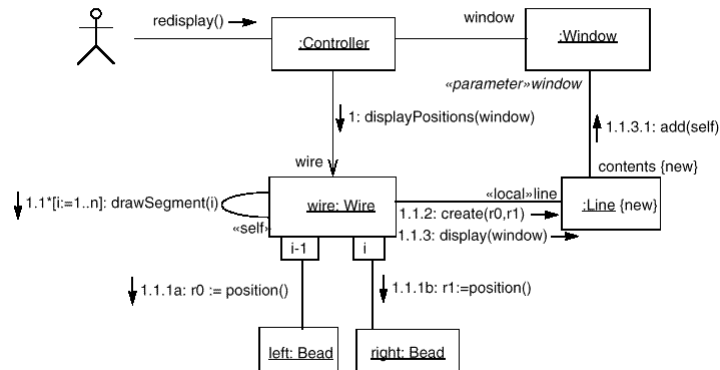 redisplay()
window
:Controller
:Window
«parameter»window
1: displayPositions(window)
1.1.3.1: add(self)
wire
contents {new}
1.1*[i:=1..n]: drawSegment(i)
wire: Wire
«local»line
:Line {new}
«self»
1.1.2: create(r0,r1)
1.1.3: display(window)
i-1
i
1.1.1a: r0 := position()
1.1.1b: r1:=position()
left: Bead
right: Bead